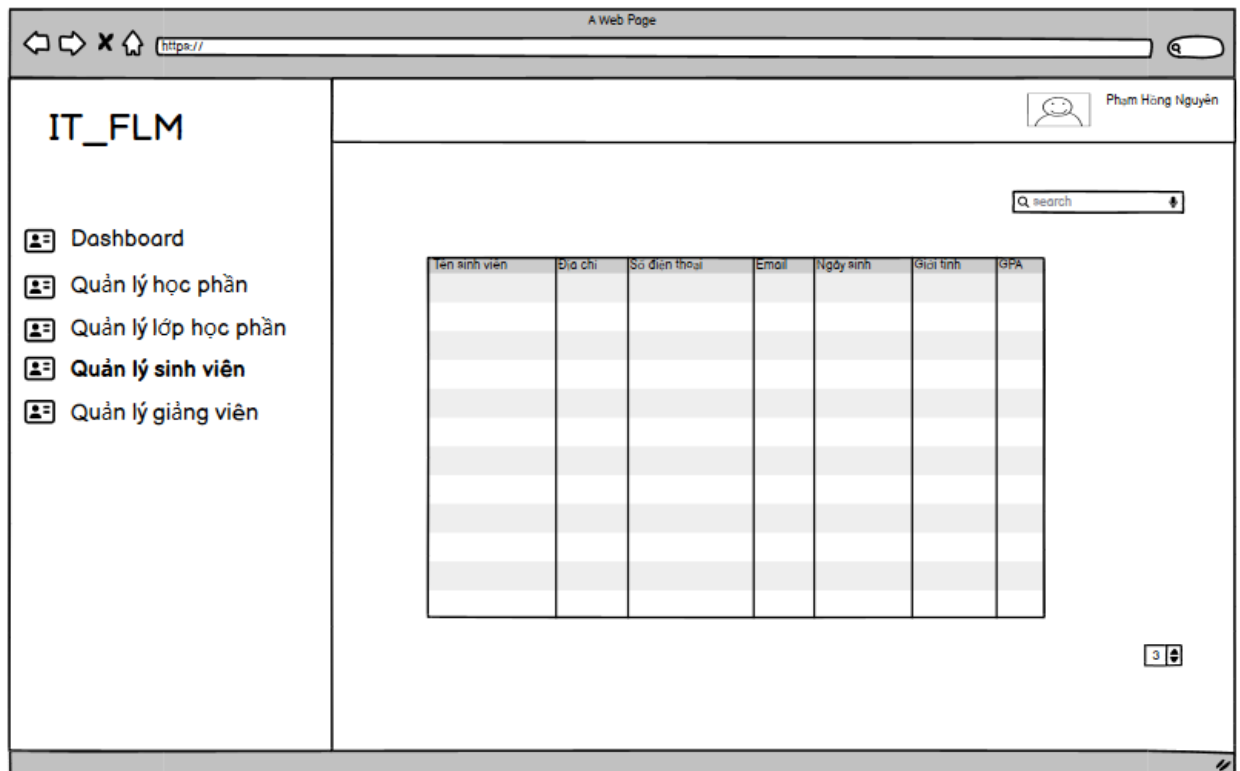 A Web Page
https://
IT_FLM
Phạm Hồng Nguyên
search
Dashboard
Quản lý học phần
Quản lý lớp học phần
Quản lý sinh viên
Quản lý giảng viên
Tên sinh viên Địa chỉ Số điện thoại Email Ngày sinh Giới tính GPA
3